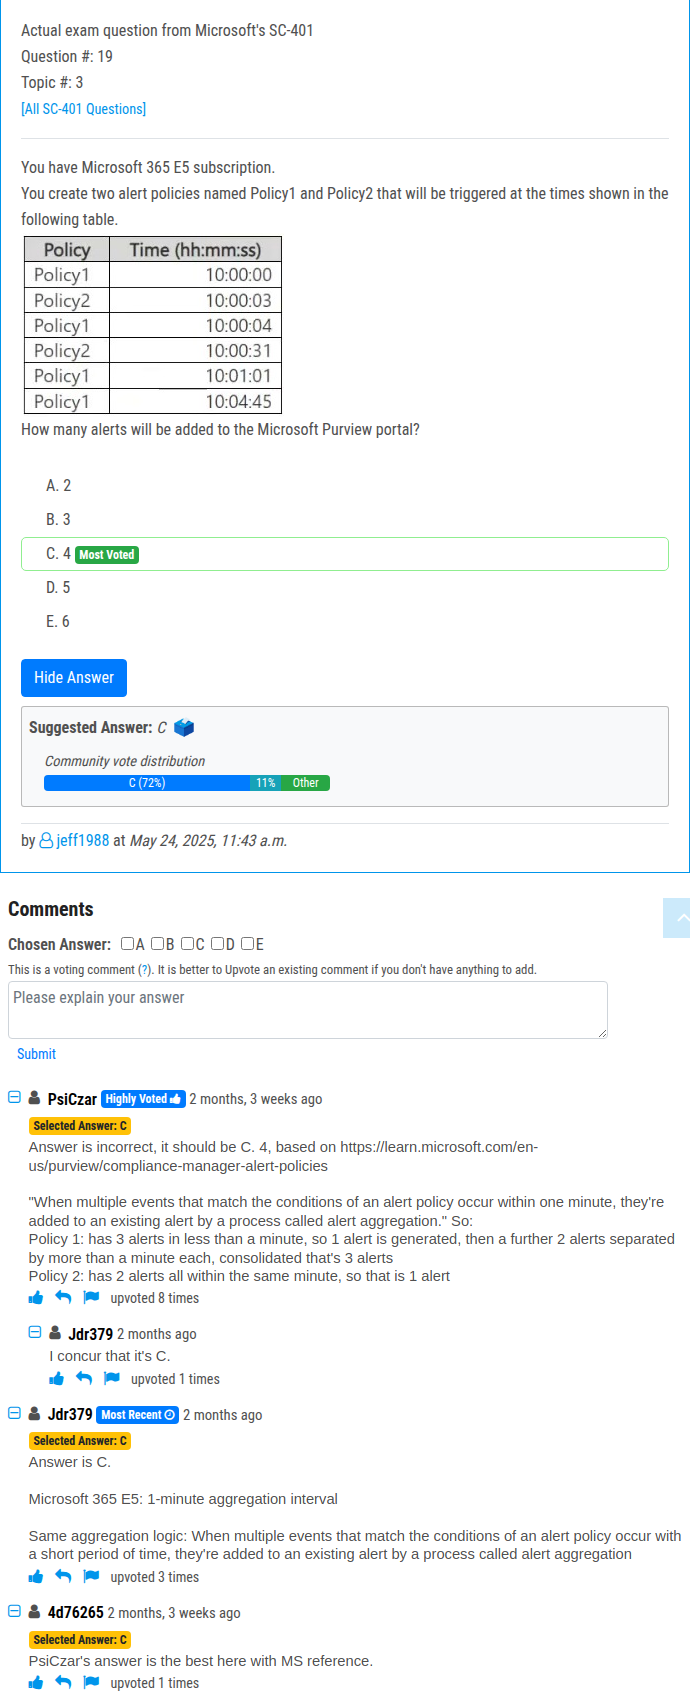 Actual exam question from Microsoft's SC-401
Question #: 19
Topic #: 3
[All SC-401 Questions]
You have Microsoft 365 E5 subscription.
You create two alert policies named Policy1 and Policy2 that will be triggered at the times shown in the
following table.
Policy Time (hh:mm:ss)
Policy1 10:00:00
Policy2 10:00:03
Policy1 10:00:04
Policy2 10:00:31
Policy1 10:01:01
Policy1 10:04:45
How many alerts will be added to the Microsoft Purview portal?
A. 2
B. 3
C. 4 Most Voted
D. 5
E. 6
Hide Answer
Suggested Answer: C
Community vote distribution
C (72%) 11% Other
by jeff1988 at May 24, 2025, 11:43 a.m.
Comments
Chosen Answer: A B C D E
This is a voting comment (?). It is better to Upvote an existing comment if you don't have anything to add.
Please explain your answer
Submit
PsiCzar Highly Voted 2 months, 3 weeks ago
Selected Answer: C
Answer is incorrect, it should be C. 4, based on https://learn.microsoft.com/en-
us/purview/compliance-manager-alert-policies
"When multiple events that match the conditions of an alert policy occur within one minute, they're
added to an existing alert by a process called alert aggregation." So:
Policy 1: has 3 alerts in less than a minute, so 1 alert is generated, then a further 2 alerts separated
by more than a minute each, consolidated that's 3 alerts
Policy 2: has 2 alerts all within the same minute, so that is 1 alert
upvoted 8 times
Jdr379 2 months ago
I concur that it's C.
upvoted 1 times
Jdr379 Most Recent 2 months ago
Selected Answer: C
Answer is C.
Microsoft 365 E5: 1-minute aggregation interval
Same aggregation logic: When multiple events that match the conditions of an alert policy occur with
a short period of time, they're added to an existing alert by a process called alert aggregation
upvoted 3 times
4d76265 2 months, 3 weeks ago
Selected Answer: C
PsiCzar's answer is the best here with MS reference.
upvoted 1 times